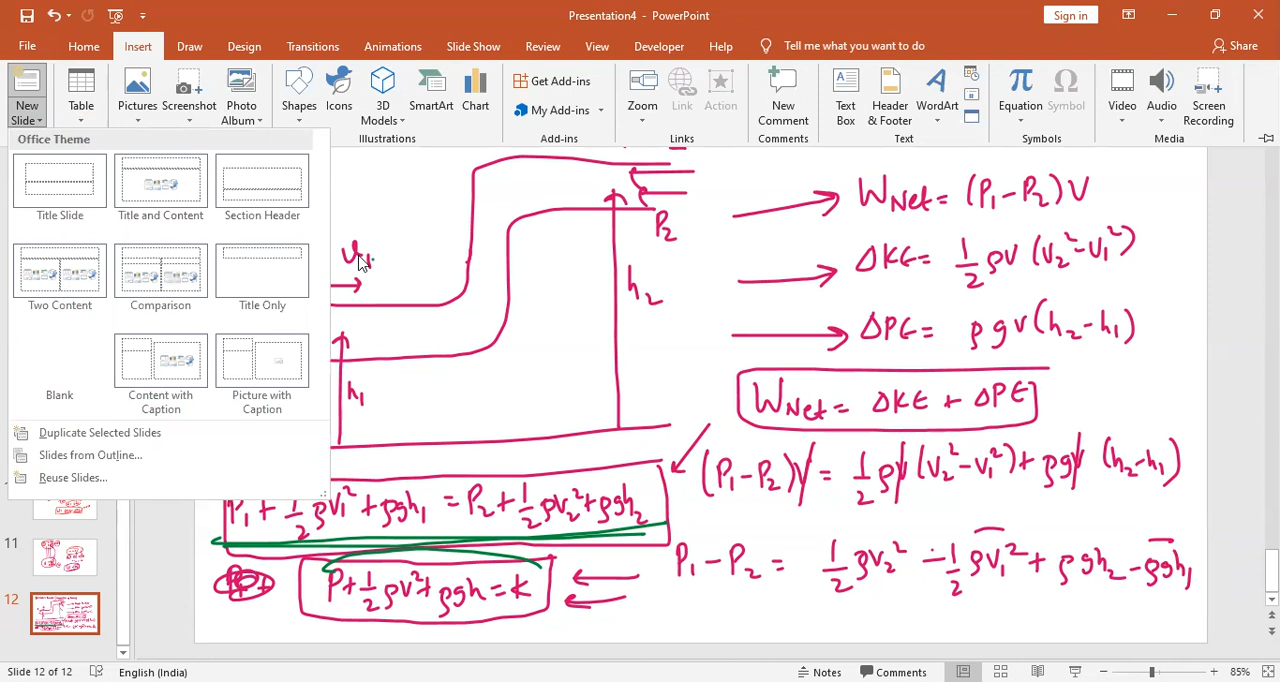 Presentation4 - PowerPoint
Sign in
File Home Insert Draw Design Transitions Animations Slide Show Review View Developer Help Tell me what you want to do Share
New Slide
Table
Pictures
Screenshot
Photo Album
Shapes
Icons
3D Models
SmartArt
Chart
Get Add-ins
My Add-ins
Zoom
Link
Action
New Comment
Text Box
Header & Footer
WordArt
Equation
Symbol
Video
Audio
Screen Recording
Illustrations
Add-ins
Links
Comments
Text
Symbols
Media
Office Theme
Title Slide
Title and Content
Section Header
Two Content
Comparison
Title Only
Blank
Content with Caption
Picture with Caption
Duplicate Selected Slides
Slides from Outline...
Reuse Slides...
11
12
v₁
h₁
h₂
P₂
W_Net = (P₁-P₂)V
ΔKE = 1/2 ρV (v₂²-v₁²)
ΔPE = ρgV(h₂-h₁)
W_Net = ΔKE + ΔPE
(P₁-P₂)V = 1/2 ρV (v₂²-v₁²) + ρgV (h₂-h₁)
P₁-P₂ = 1/2 ρv₂² - 1/2 ρv₁² + ρgh₂ - ρgh₁
P₁ + 1/2 ρv₁² + ρgh₁ = P₂ + 1/2 ρv₂² + ρgh₂
P + 1/2 ρv² + ρgh = K
Slide 12 of 12
English (India)
Notes
Comments
85%